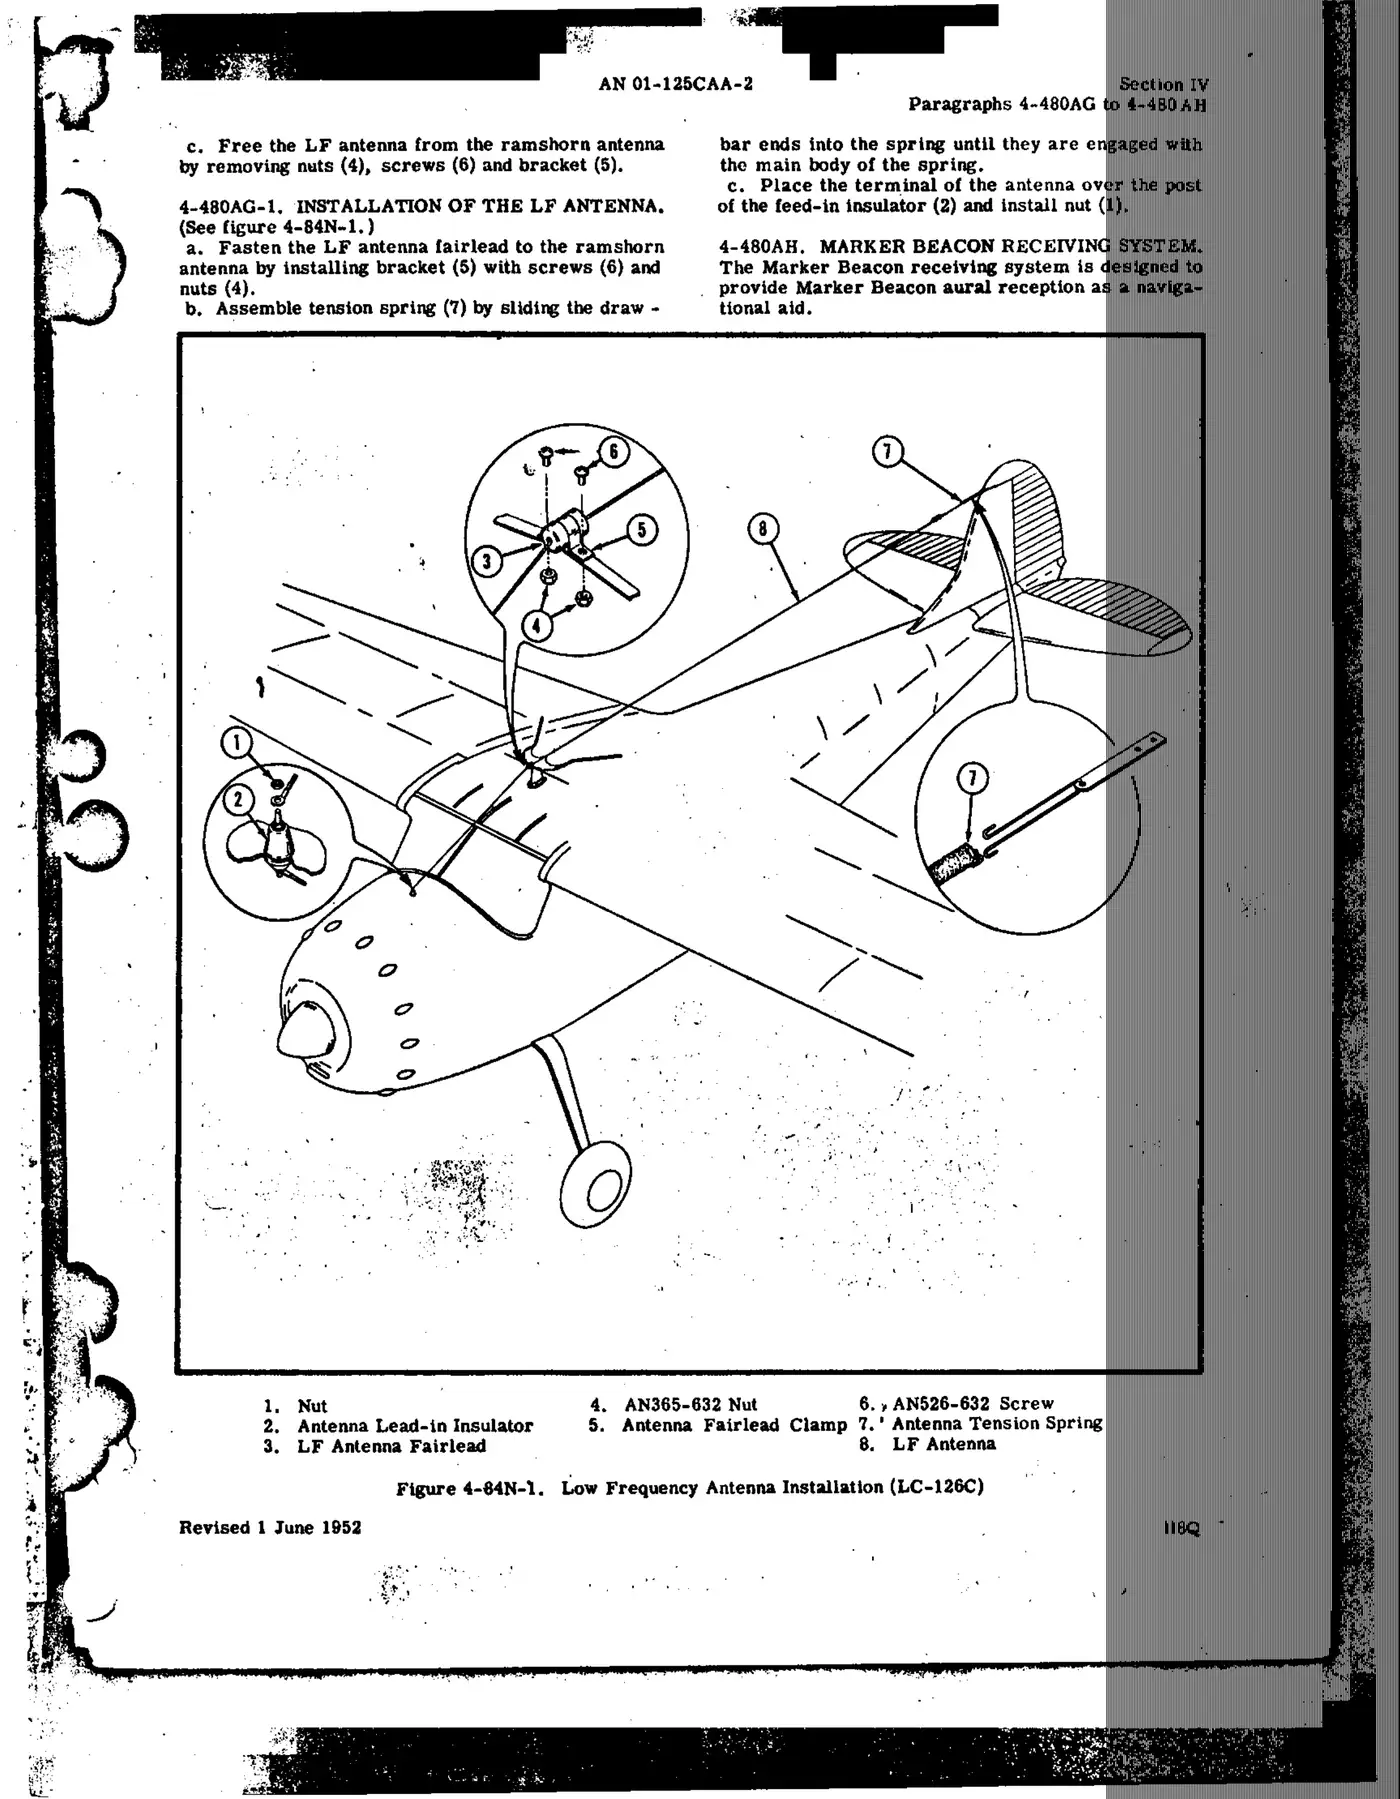 AN 01-125CAA-2
Section IV
Paragraphs 4-480AG to 4-480AH
c. Free the LF antenna from the ramshorn antenna
by removing nuts (4), screws (6) and bracket (5).
4-480AG-1. INSTALLATION OF THE LF ANTENNA.
(See figure 4-84N-1.)
a. Fasten the LF antenna fairlead to the ramshorn
antenna by installing bracket (5) with screws (6) and
nuts (4).
b. Assemble tension spring (7) by sliding the draw -
bar ends into the spring until they are engaged with
the main body of the spring.
c. Place the terminal of the antenna over the post
of the feed-in insulator (2) and install nut (1).
4-480AH. MARKER BEACON RECEIVING SYSTEM.
The Marker Beacon receiving system is designed to
provide Marker Beacon aural reception as a naviga-
tional aid.
6
7
5
8
3
4
1
2
7
1. Nut
2. Antenna Lead-in Insulator
3. LF Antenna Fairlead
4. AN365-632 Nut
5. Antenna Fairlead Clamp
6. AN526-632 Screw
7. Antenna Tension Spring
8. LF Antenna
Figure 4-84N-1. Low Frequency Antenna Installation (LC-126C)
Revised 1 June 1952
118Q